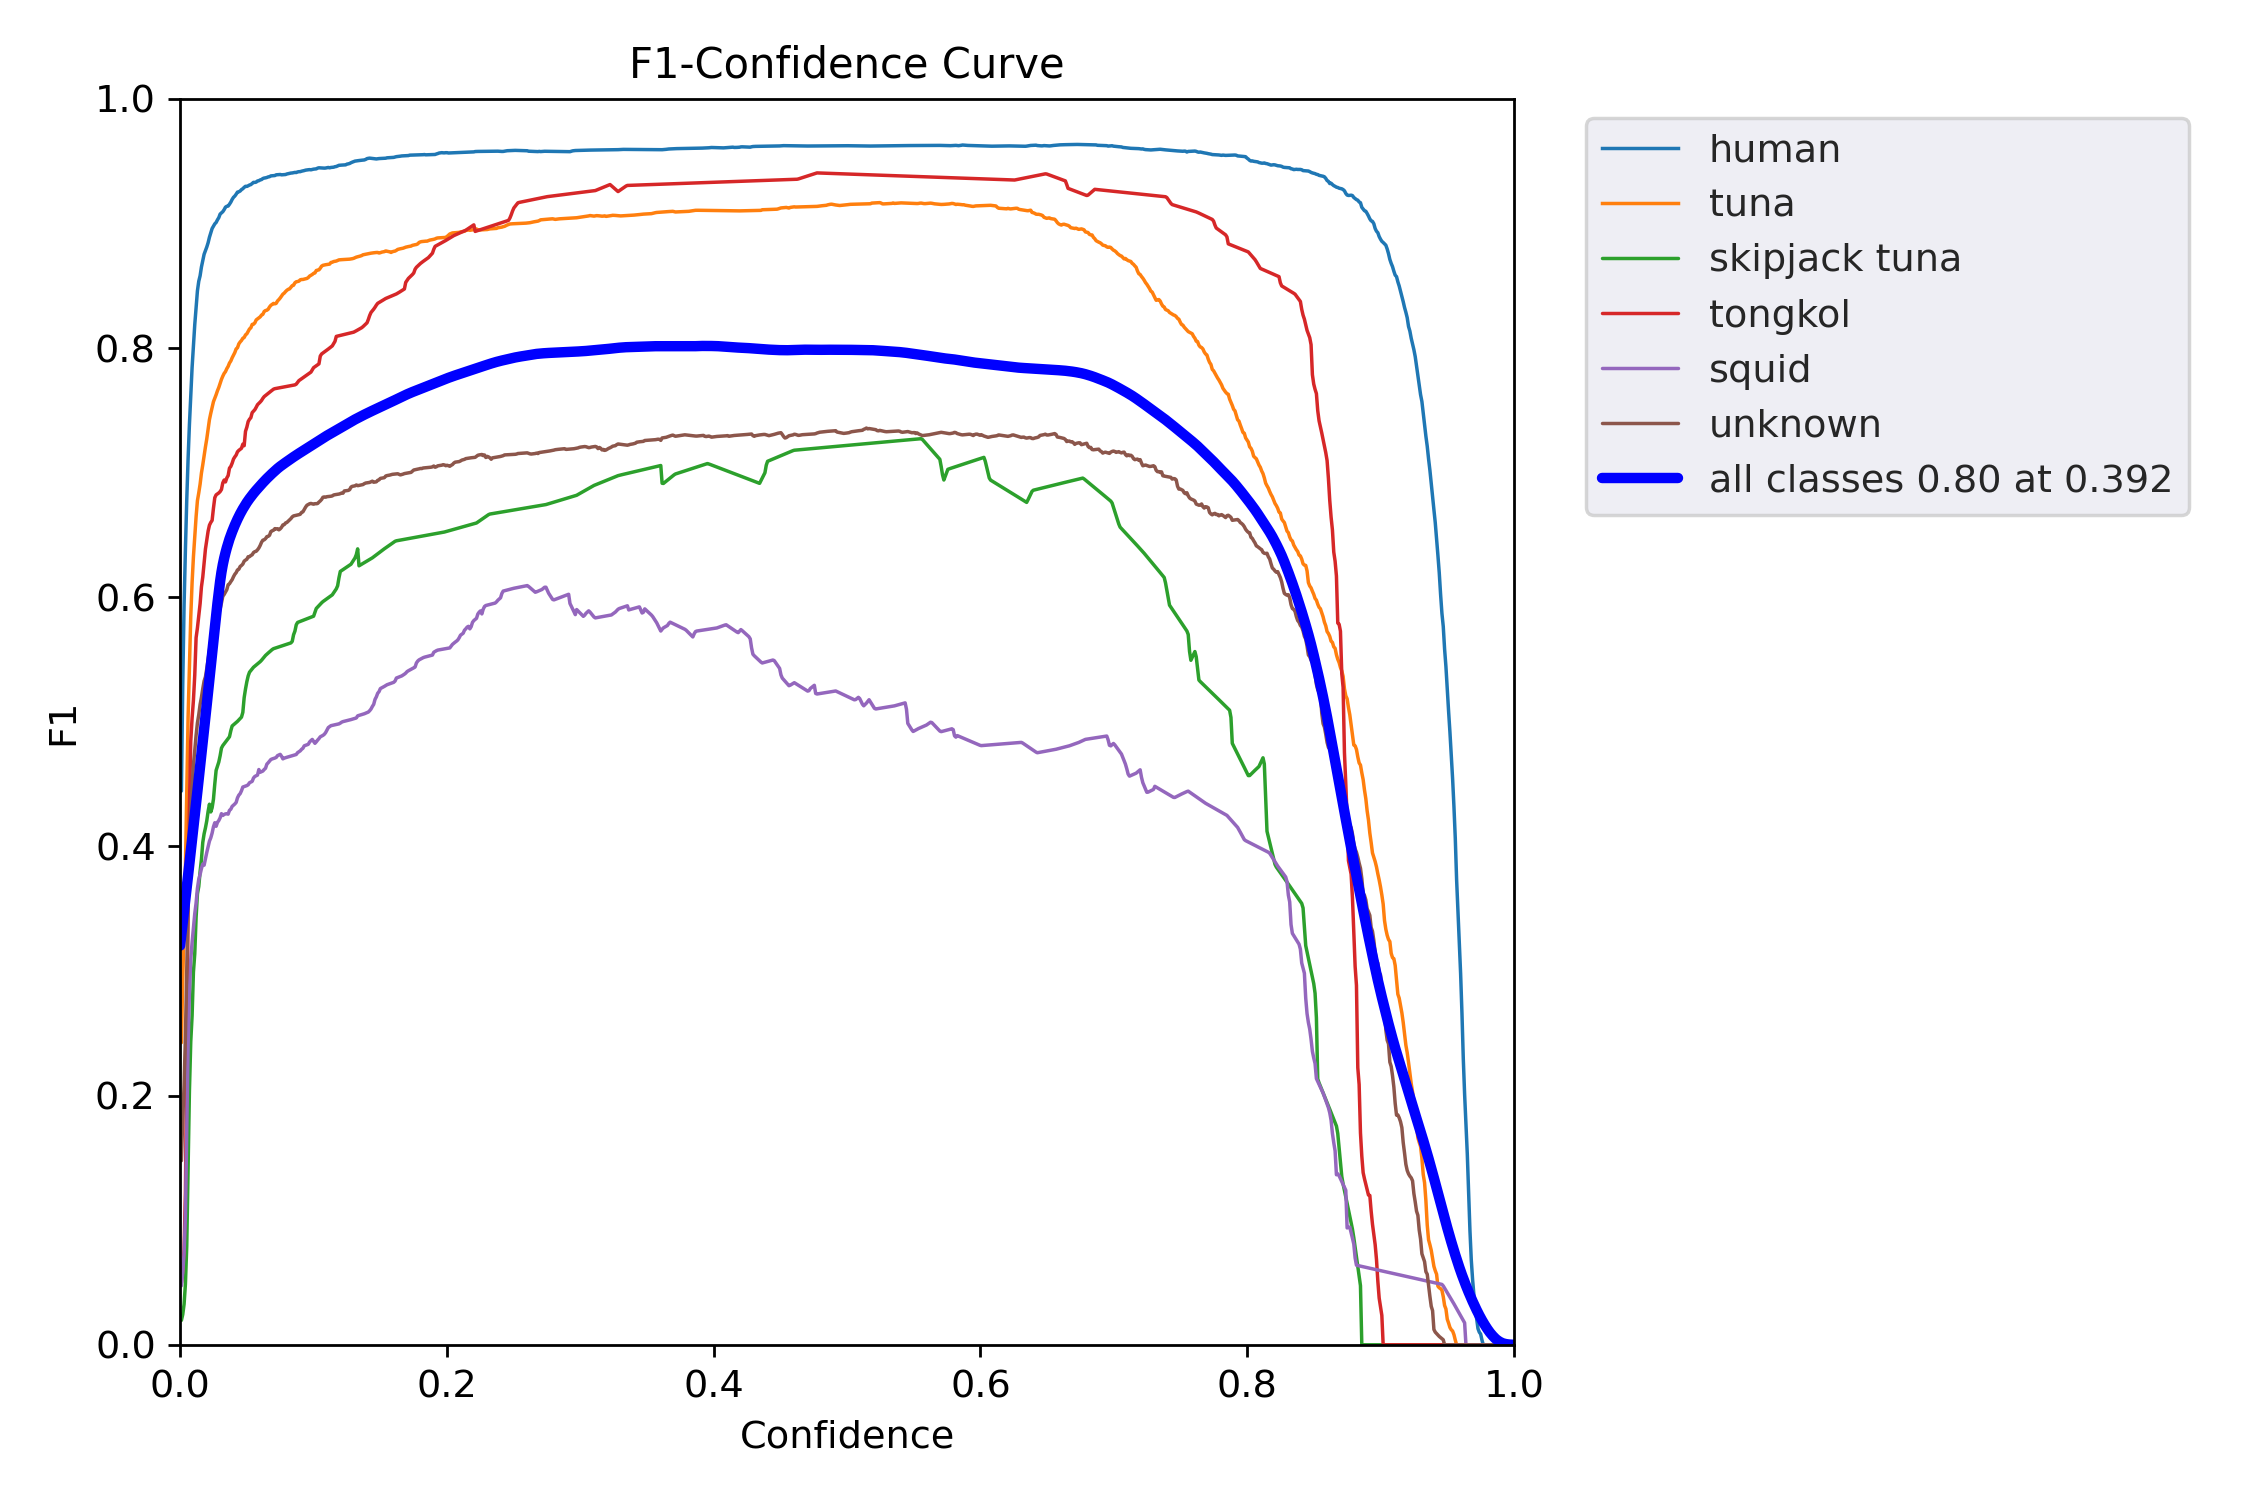 F1-Confidence Curve
1.0
0.8
0.6
0.4
0.2
0.0
F1
0.0 0.2 0.4 0.6 0.8 1.0
Confidence
human
tuna
skipjack tuna
tongkol
squid
unknown
all classes 0.80 at 0.392